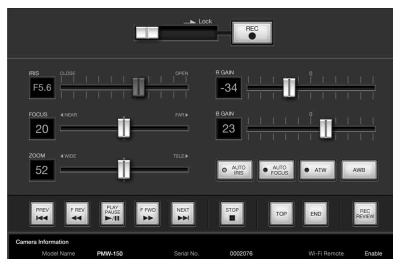 Lock
REC
IRIS CLOSE OPEN R GAIN 0
F5.6 -34
FOCUS NEAR FAR B GAIN 0
20 23
ZOOM WIDE TELE
52 AUTO IRIS AUTO FOCUS ATW AWB
PREV F REV PLAY PAUSE F FWD NEXT STOP TOP END REC REVIEW
Camera Information
Model Name PMW-150 Serial No. 0002076 Wi-Fi Remote Enable